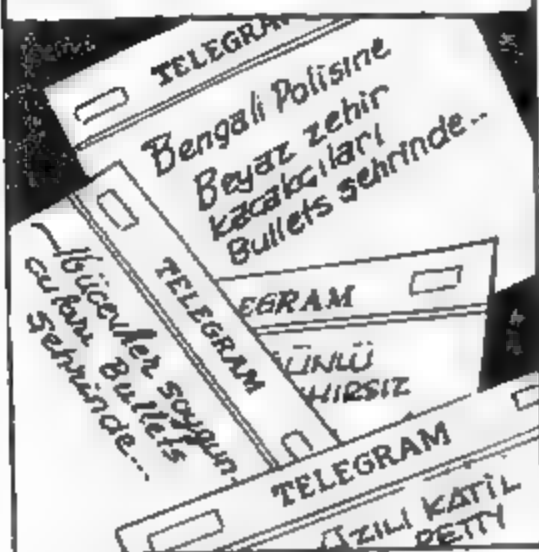 TELEGRAM
Bengali Polisine
Beyaz zehir
kaçakçıları
Bullets şehrinde..
TELEGRAM
Mücevher soygun
cuları Bullets
şehrinde...
EGRAM
ÜNLÜ
HIRSIZ
TELEGRAM
AZILI KATİL
PETTY